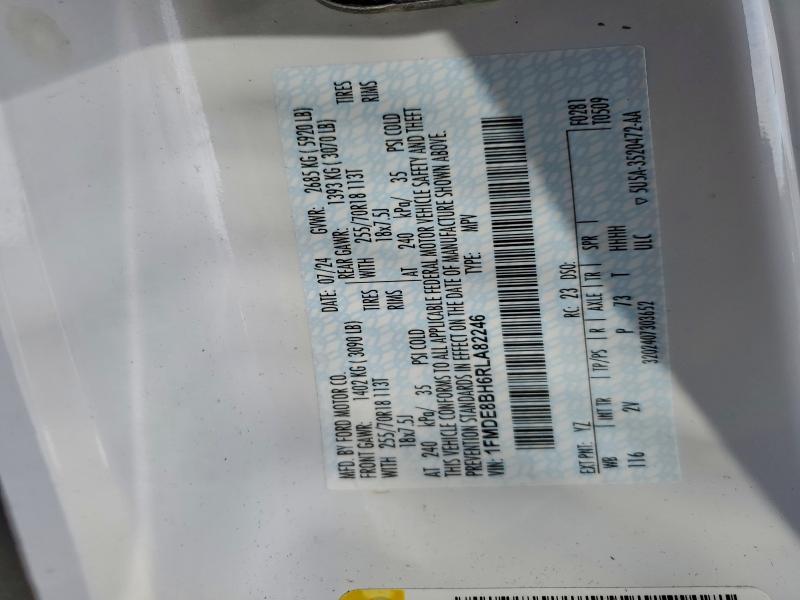 MFD. BY FORD MOTOR CO. DATE: 07/24 GVWR: 2685 KG ( 5920 LB)
FRONT GAWR: 1402 KG ( 3090 LB) REAR GAWR: 1393 KG ( 3070 LB)
WITH 255/70R18 113T TIRES WITH 255/70R18 113T TIRES
18x7.5J RIMS 18x7.5J RIMS
AT 240 kPa/ 35 PSI COLD AT 240 kPa/ 35 PSI COLD
THIS VEHICLE CONFORMS TO ALL APPLICABLE FEDERAL MOTOR VEHICLE SAFETY AND THEFT
PREVENTION STANDARDS IN EFFECT ON THE DATE OF MANUFACTURE SHOWN ABOVE.
VIN: 1FMDE8BH6RLA82246 TYPE: MPV
F0281
EXT PNT: YZ RC: 23 DSO: T0509
WB INT TR TP/PS R AXLE TR SPR
116 2V P 73 T HHHH
3200407303652 ULC ▽ 5U5A-3520472-AA